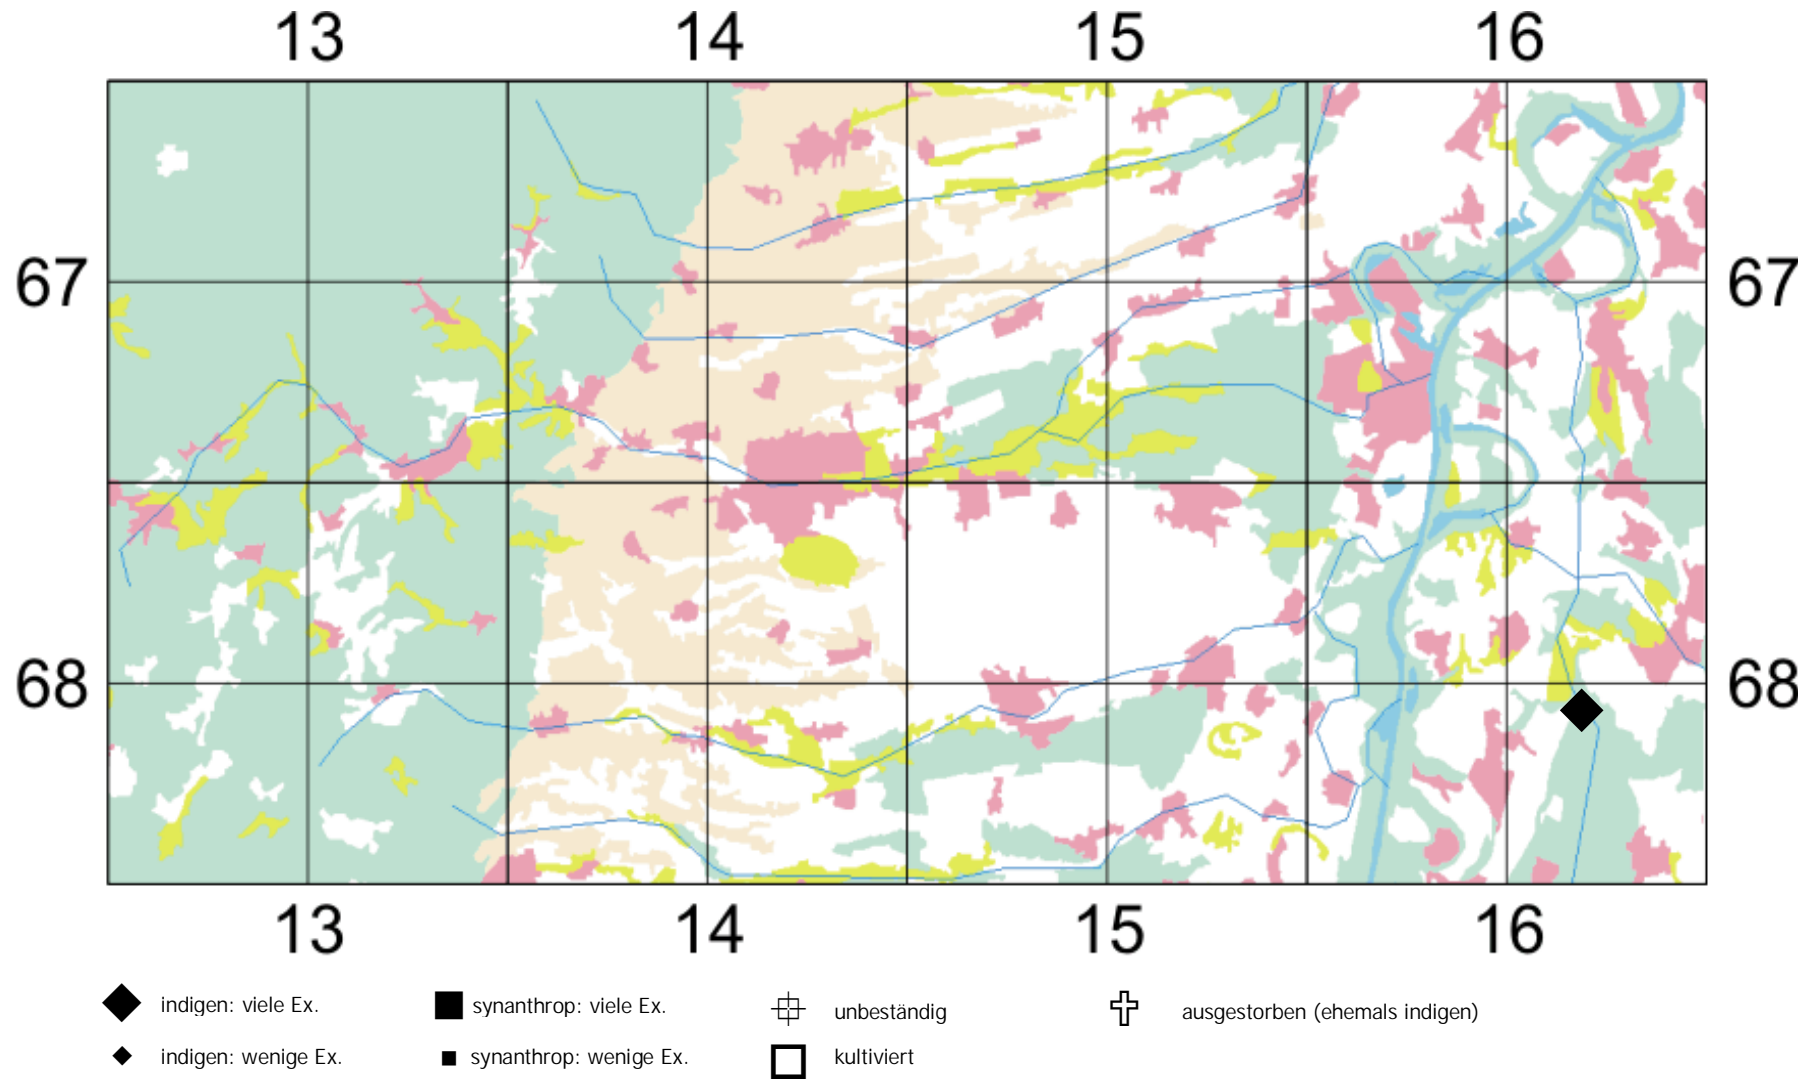 13 14 15 16
67 67
68 68
13 14 15 16
indigen: viele Ex. synanthrop: viele Ex. unbeständig ausgestorben (ehemals indigen)
indigen: wenige Ex. synanthrop: wenige Ex. kultiviert